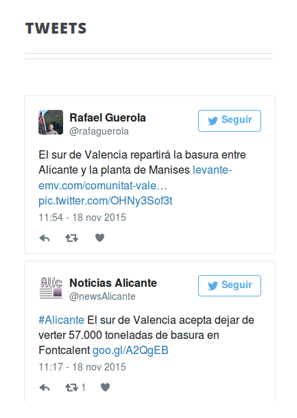 TWEETS
Rafael Guerola
@rafaguerola
Seguir
El sur de Valencia repartirá la basura entre
Alicante y la planta de Manises levante-
emv.com/comunitat-vale…
pic.twitter.com/OHNy3Sof3t
11:54 - 18 nov 2015
Noticias Alicante
@newsAlicante
Seguir
#Alicante El sur de Valencia acepta dejar de
verter 57.000 toneladas de basura en
Fontcalent goo.gl/A2QgEB
11:17 - 18 nov 2015
1